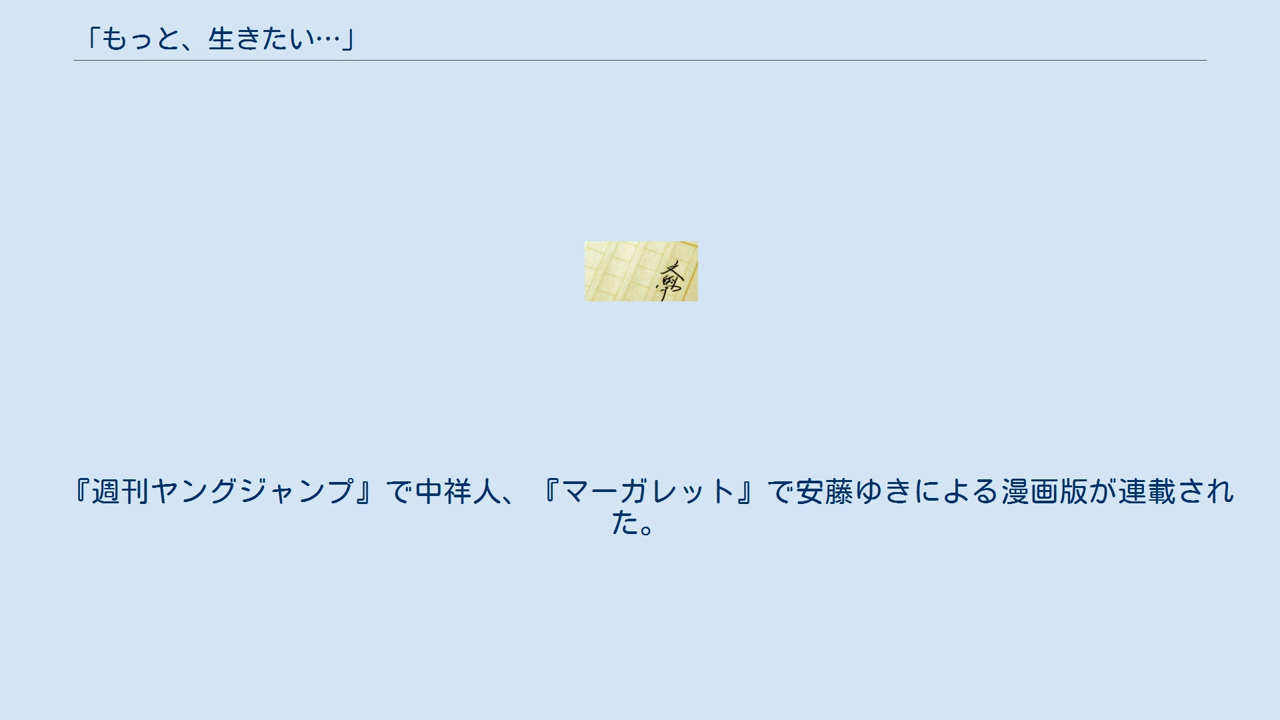 「もっと、生きたい…」
『週刊ヤングジャンプ』で中祥人、『マーガレット』で安藤ゆきによる漫画版が連載され
た。